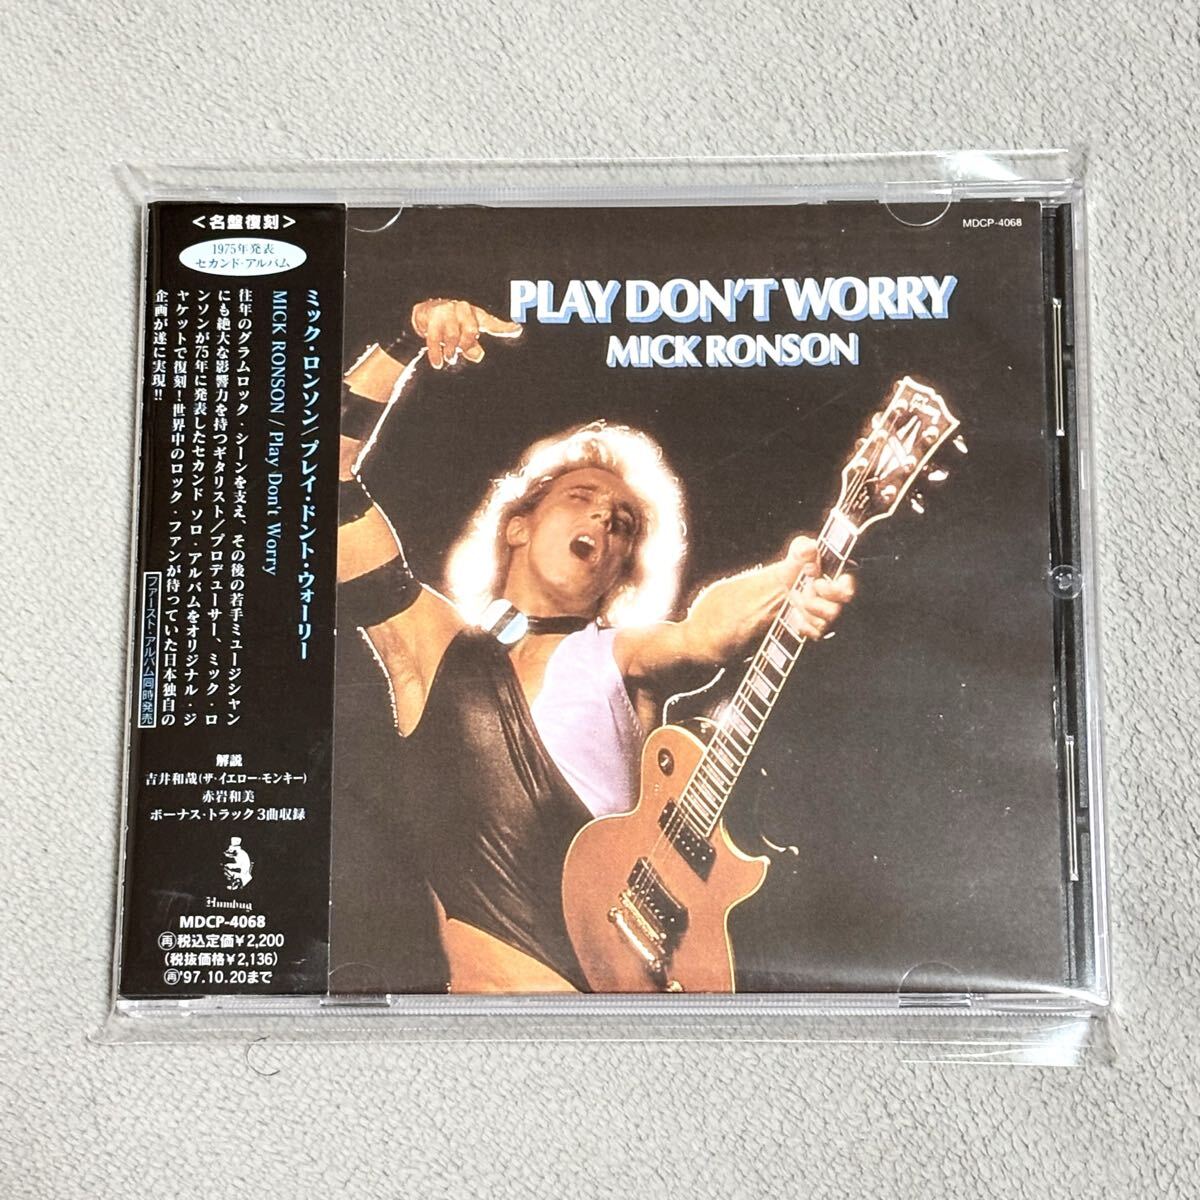 <名盤復刻>
1975年発表
セカンド・アルバム
ミック・ロンソン/プレイ・ドント・ウォーリー
MICK RONSON / Play Don't Worry
往年のグラムロック・シーンを支え、その後の若手ミュージシャン
にも絶大な影響力を持つギタリスト/プロデューサー、ミック・ロ
ンソンが75年に発表したセカンド ソロ・アルバムをオリジナル・ジ
ャケットで復刻!世界中のロック・ファンが待っていた日本独自の
企画が遂に実現!!
ファースト・アルバム同時発売
解説
吉井和哉(ザ・イエロー・モンキー)
赤岩和美
ボーナス・トラック3曲収録
Humbug
MDCP-4068
再税込定価¥2,200
(税抜価格¥2,136)
再'97.10.20まで
MDCP-4068
PLAY DON'T WORRY
MICK RONSON